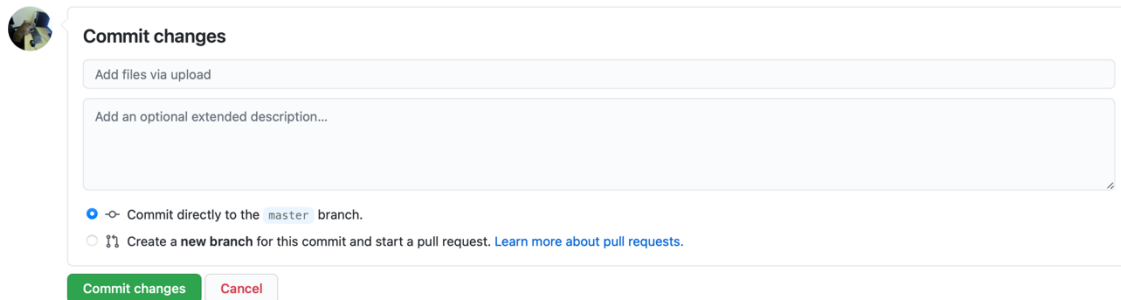 Commit changes
Add files via upload
Add an optional extended description...
Commit directly to the master branch.
Create a new branch for this commit and start a pull request. Learn more about pull requests.
Commit changes Cancel